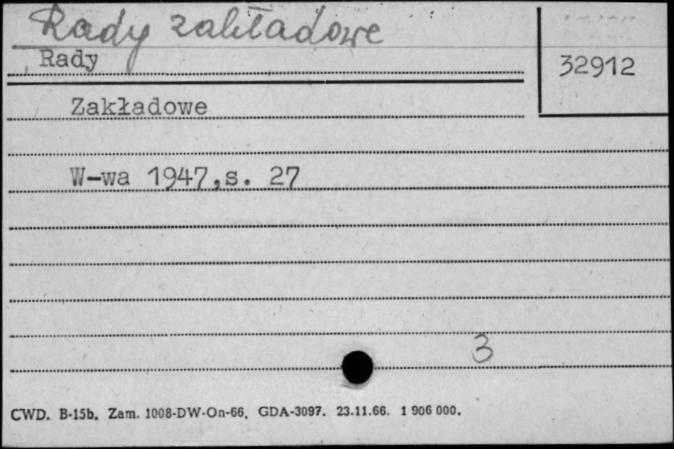 Rady zakładowe
Rady
32912
Zakładowe
W-wa 1947,s. 27
3
CWD. B-15b. Zam. 1008-DW-On-66. GDA-3097. 23.11.66. 1 906 000.